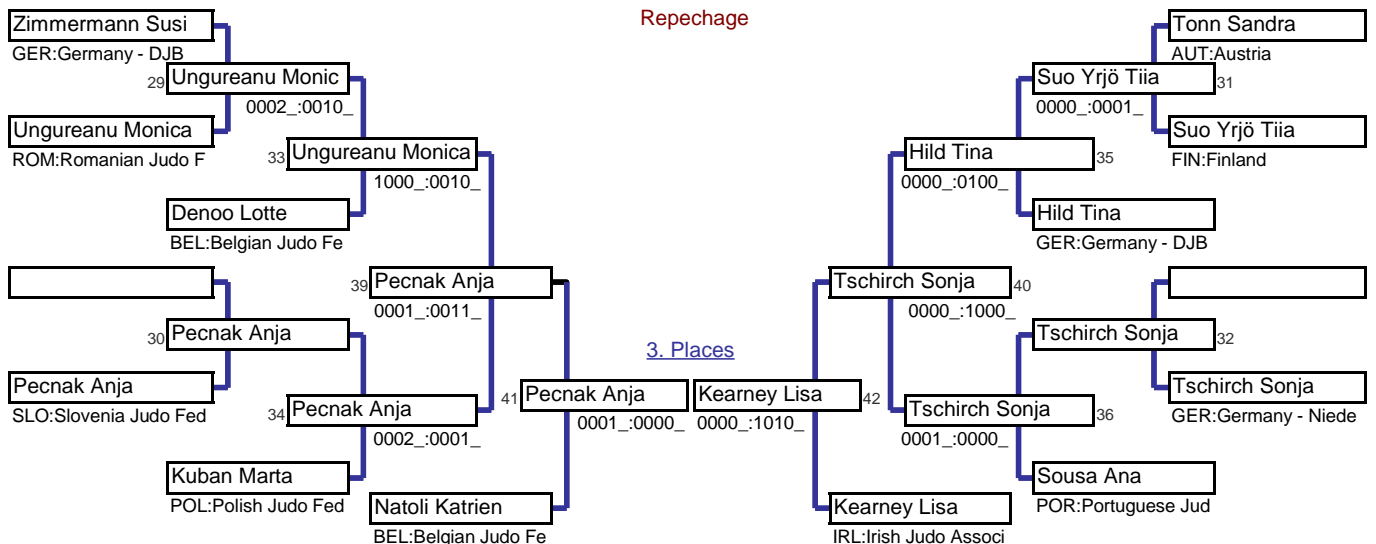 Repechage
Zimmermann Susi
GER:Germany - DJB
29
Ungureanu Monic
0002_:0010_
Ungureanu Monica
ROM:Romanian Judo F
33
Ungureanu Monica
1000_:0010_
Denoo Lotte
BEL:Belgian Judo Fe
39
Pecnak Anja
0001_:0011_
30
Pecnak Anja
Pecnak Anja
SLO:Slovenia Judo Fed
34
Pecnak Anja
0002_:0001_
Kuban Marta
POL:Polish Judo Fed
41
Pecnak Anja
0001_:0000_
Natoli Katrien
BEL:Belgian Judo Fe
3. Places
Tonn Sandra
AUT:Austria
Suo Yrjö Tiia
31
0000_:0001_
Suo Yrjö Tiia
FIN:Finland
Hild Tina
35
0000_:0100_
Hild Tina
GER:Germany - DJB
Tschirch Sonja
40
0000_:1000_
Tschirch Sonja
32
Tschirch Sonja
GER:Germany - Niede
Kearney Lisa
42
0000_:1010_
Tschirch Sonja
36
0001_:0000_
Sousa Ana
POR:Portuguese Jud
Kearney Lisa
IRL:Irish Judo Associ